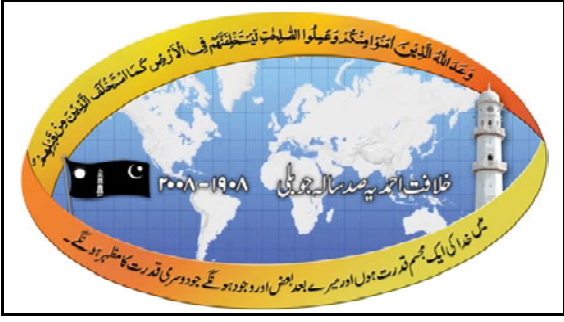 وَعَدَ اللّٰهُ الَّذِيْنَ اٰمَنُوْا مِنْكُمْ وَعَمِلُوا الصّٰلِحٰتِ لَيَسْتَخْلِفَنَّهُمْ فِى الْاَرْضِ كَمَا اسْتَخْلَفَ الَّذِيْنَ مِنْ قَبْلِهِمْ
خلافت احمدیہ صد سالہ جوبلی ۱۹۰۸ - ۲۰۰۸
میں خدا کی ایک مجسم قدرت ہوں اور میرے بعد بعض اور وجود ہونگے جو دوسری قدرت کا مظہر ہونگے۔